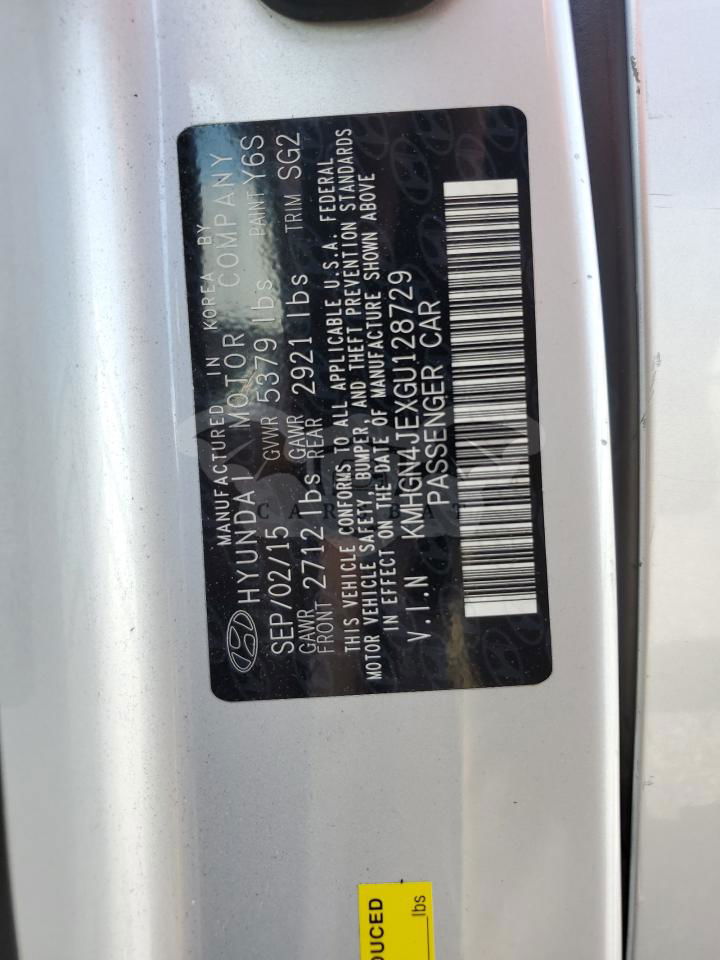 MANUFACTURED IN KOREA BY
HYUNDAI MOTOR COMPANY
SEP/02/15 GVWR 5379 lbs PAINT Y6S
GAWR FRONT 2712 lbs GAWR REAR 2921 lbs TRIM SG2
THIS VEHICLE CONFORMS TO ALL APPLICABLE U.S.A. FEDERAL
MOTOR VEHICLE SAFETY, BUMPER, AND THEFT PREVENTION STANDARDS
IN EFFECT ON THE DATE OF MANUFACTURE SHOWN ABOVE
V.I.N KMHGN4JEXGU128729
PASSENGER CAR
CAR BAT
DUCED
lbs